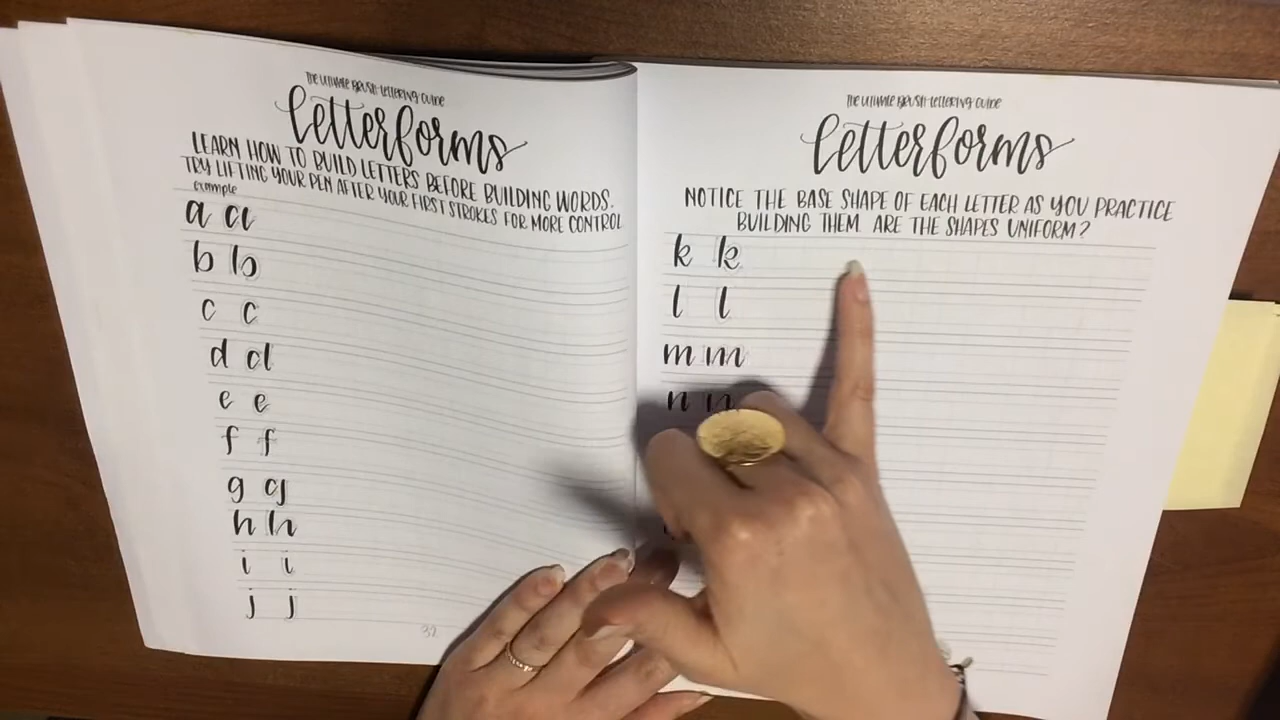 THE ULTIMATE BRUSH-LETTERING GUIDE
letterforms
LEARN HOW TO BUILD LETTERS BEFORE BUILDING WORDS.
TRY LIFTING YOUR PEN AFTER YOUR FIRST STROKES FOR MORE CONTROL
example
a a
b b
c c
d d
e e
f f
g g
h h
i i
j j
32
THE ULTIMATE BRUSH-LETTERING GUIDE
letterforms
NOTICE THE BASE SHAPE OF EACH LETTER AS YOU PRACTICE
BUILDING THEM. ARE THE SHAPES UNIFORM?
k k
l l
m m
n n